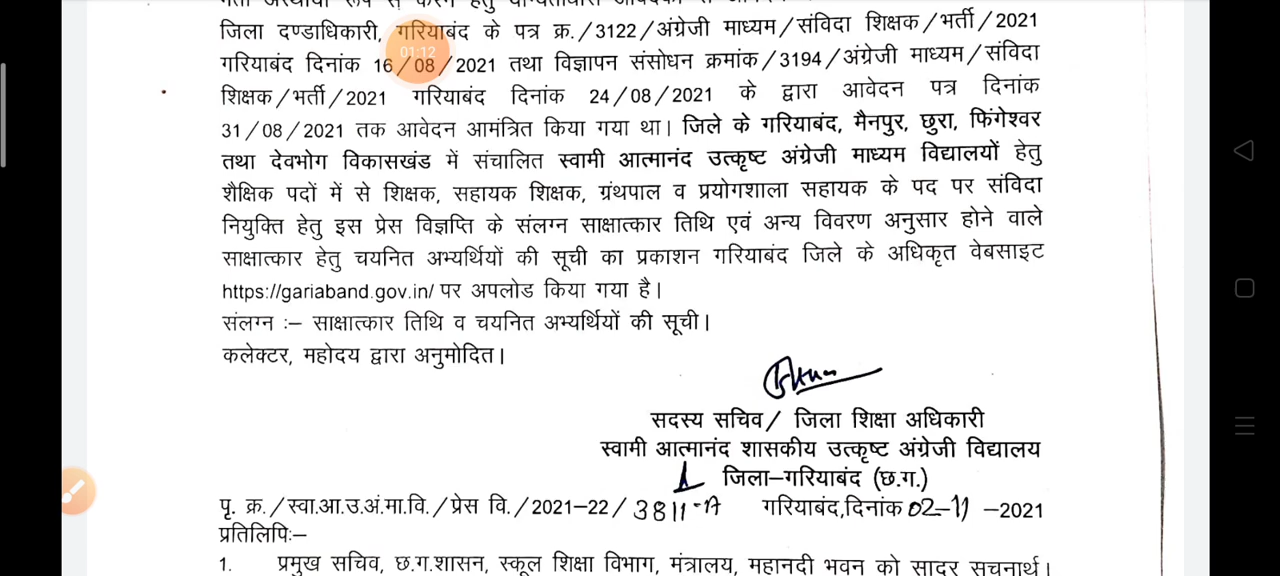 जिला दण्डाधिकारी, गरियाबंद के पत्र क्र./3122/अंग्रेजी माध्यम/संविदा शिक्षक/भर्ती/2021
01:12
गरियाबंद दिनांक 16/08/2021 तथा विज्ञापन संसोधन क्रमांक/3194/अंग्रेजी माध्यम/संविदा
शिक्षक/भर्ती/2021 गरियाबंद दिनांक 24/08/2021 के द्वारा आवेदन पत्र दिनांक
31/08/2021 तक आवेदन आमंत्रित किया गया था। जिले के गरियाबंद, मैनपुर, छुरा, फिंगेश्वर
तथा देवभोग विकासखंड में संचालित स्वामी आत्मानंद उत्कृष्ट अंग्रेजी माध्यम विद्यालयों हेतु
शैक्षिक पदों में से शिक्षक, सहायक शिक्षक, ग्रंथपाल व प्रयोगशाला सहायक के पद पर संविदा
नियुक्ति हेतु इस प्रेस विज्ञप्ति के संलग्न साक्षात्कार तिथि एवं अन्य विवरण अनुसार होने वाले
साक्षात्कार हेतु चयनित अभ्यर्थियों की सूची का प्रकाशन गरियाबंद जिले के अधिकृत वेबसाइट
https://gariaband.gov.in/ पर अपलोड किया गया है।
संलग्न :– साक्षात्कार तिथि व चयनित अभ्यर्थियों की सूची।
कलेक्टर, महोदय द्वारा अनुमोदित।
सदस्य सचिव/ जिला शिक्षा अधिकारी
स्वामी आत्मानंद शासकीय उत्कृष्ट अंग्रेजी विद्यालय
जिला–गरियाबंद (छ.ग.)
पृ. क्र./स्वा.आ.उ.अं.मा.वि./प्रेस वि./2021–22/3811-A गरियाबंद,दिनांक 02-11 –2021
प्रतिलिपिः–
1. प्रमुख सचिव, छ.ग.शासन, स्कूल शिक्षा विभाग, मंत्रालय, महानदी भवन को सादर सूचनार्थ।